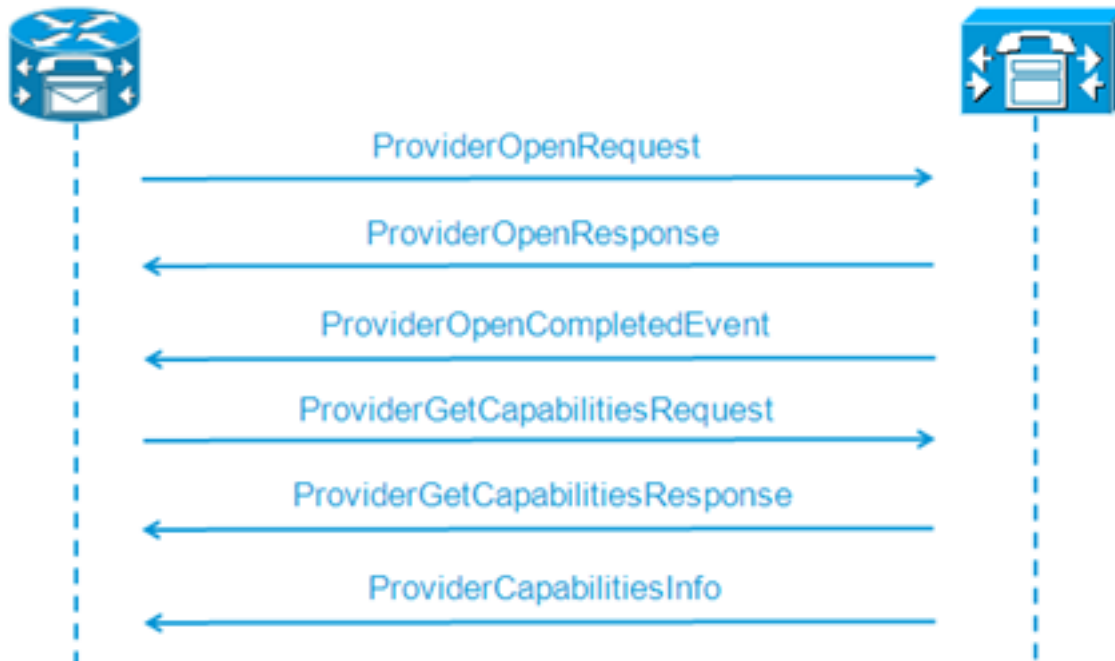 ProviderOpenRequest
ProviderOpenResponse
ProviderOpenCompletedEvent
ProviderGetCapabilitiesRequest
ProviderGetCapabilitiesResponse
ProviderCapabilitiesInfo